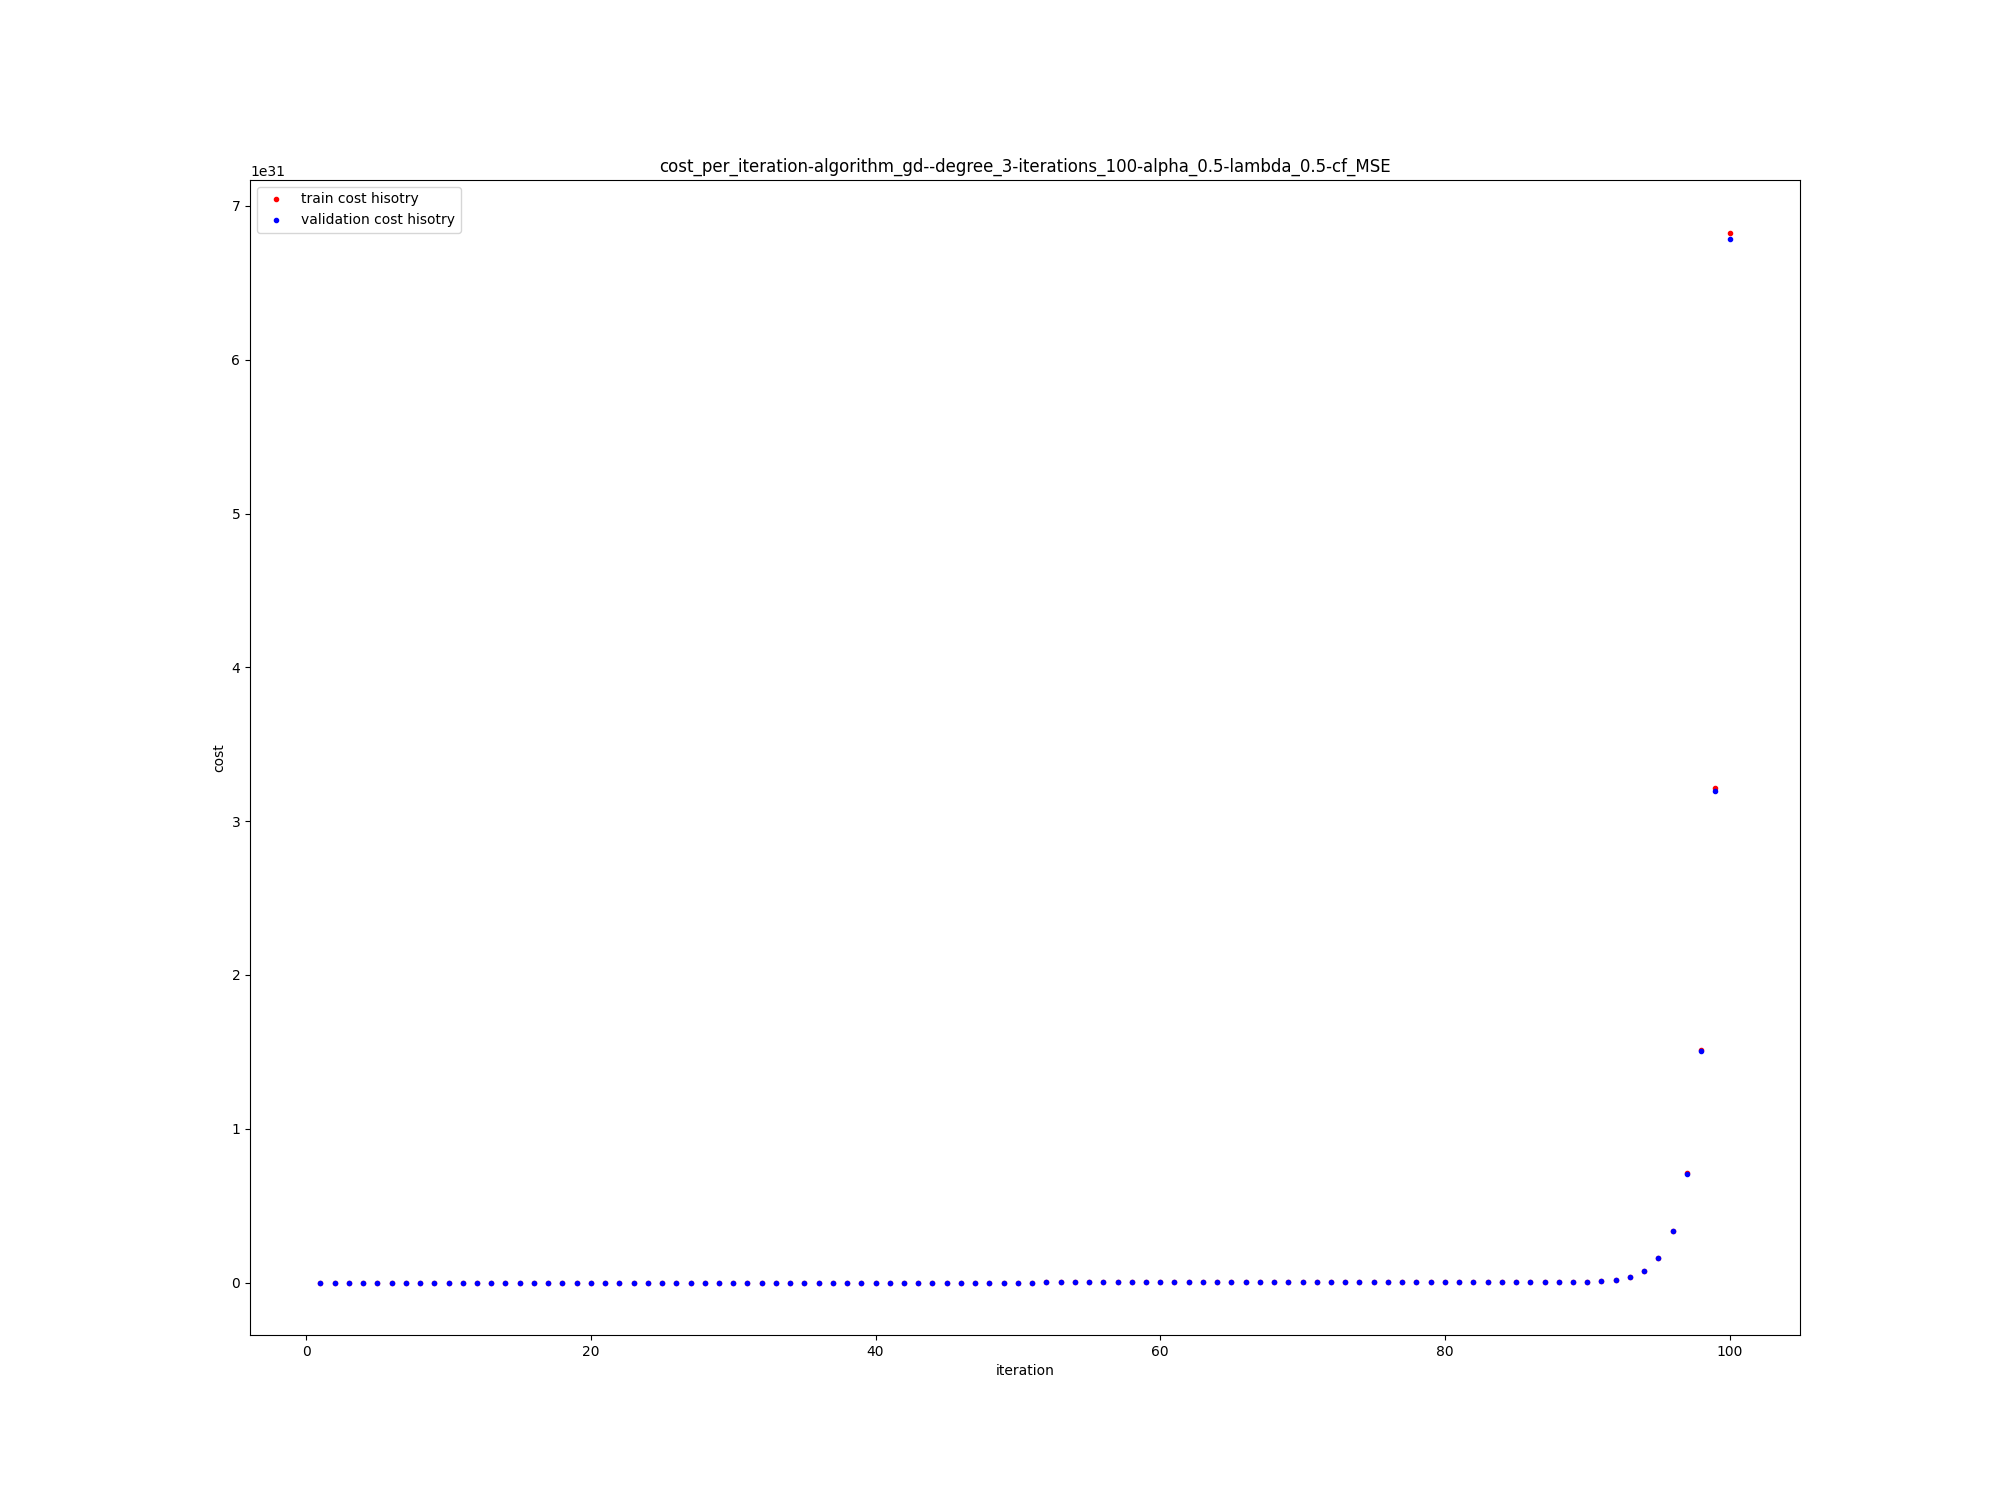 cost_per_iteration-algorithm_gd--degree_3-iterations_100-alpha_0.5-lambda_0.5-cf_MSE
1e31
train cost hisotry
validation cost hisotry
7
6
5
4
3
2
1
0
cost
0 20 40 60 80 100
iteration